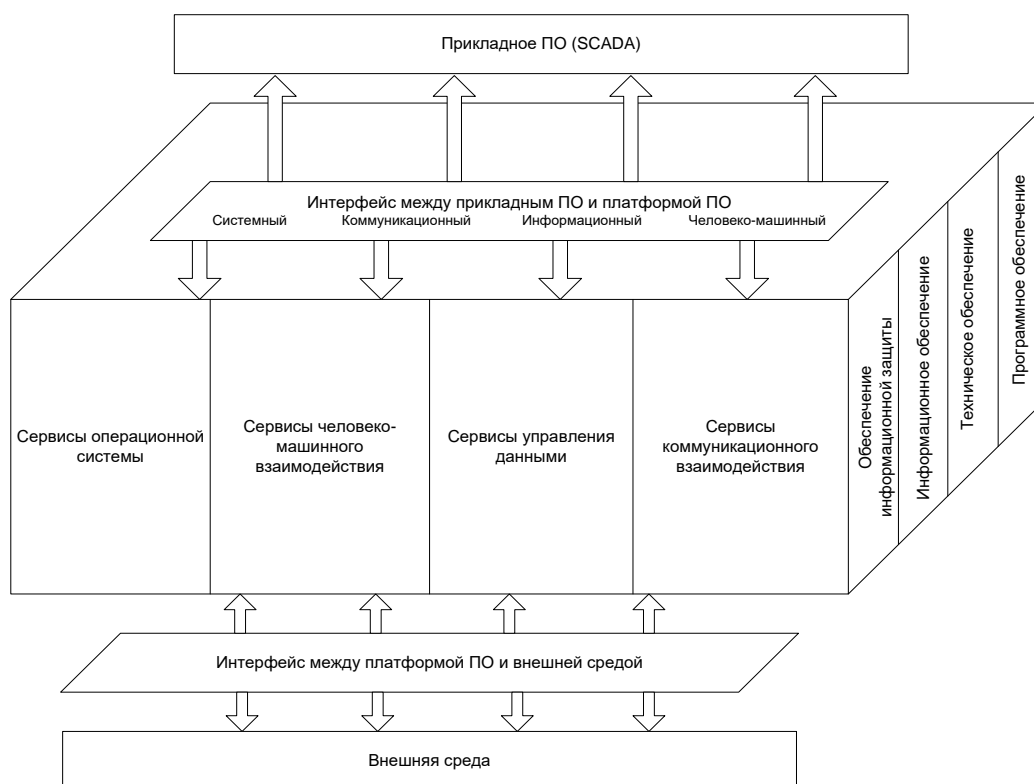 Прикладное ПО (SCADA)
Интерфейс между прикладным ПО и платформой ПО
Системный
Коммуникационный
Информационный
Человеко-машинный
Сервисы операционной
системы
Сервисы человеко-
машинного
взаимодействия
Сервисы управления
данными
Сервисы
коммуникационного
взаимодействия
Обеспечение
информационной защиты
Информационное обеспечение
Техническое обеспечение
Программное обеспечение
Интерфейс между платформой ПО и внешней средой
Внешняя среда